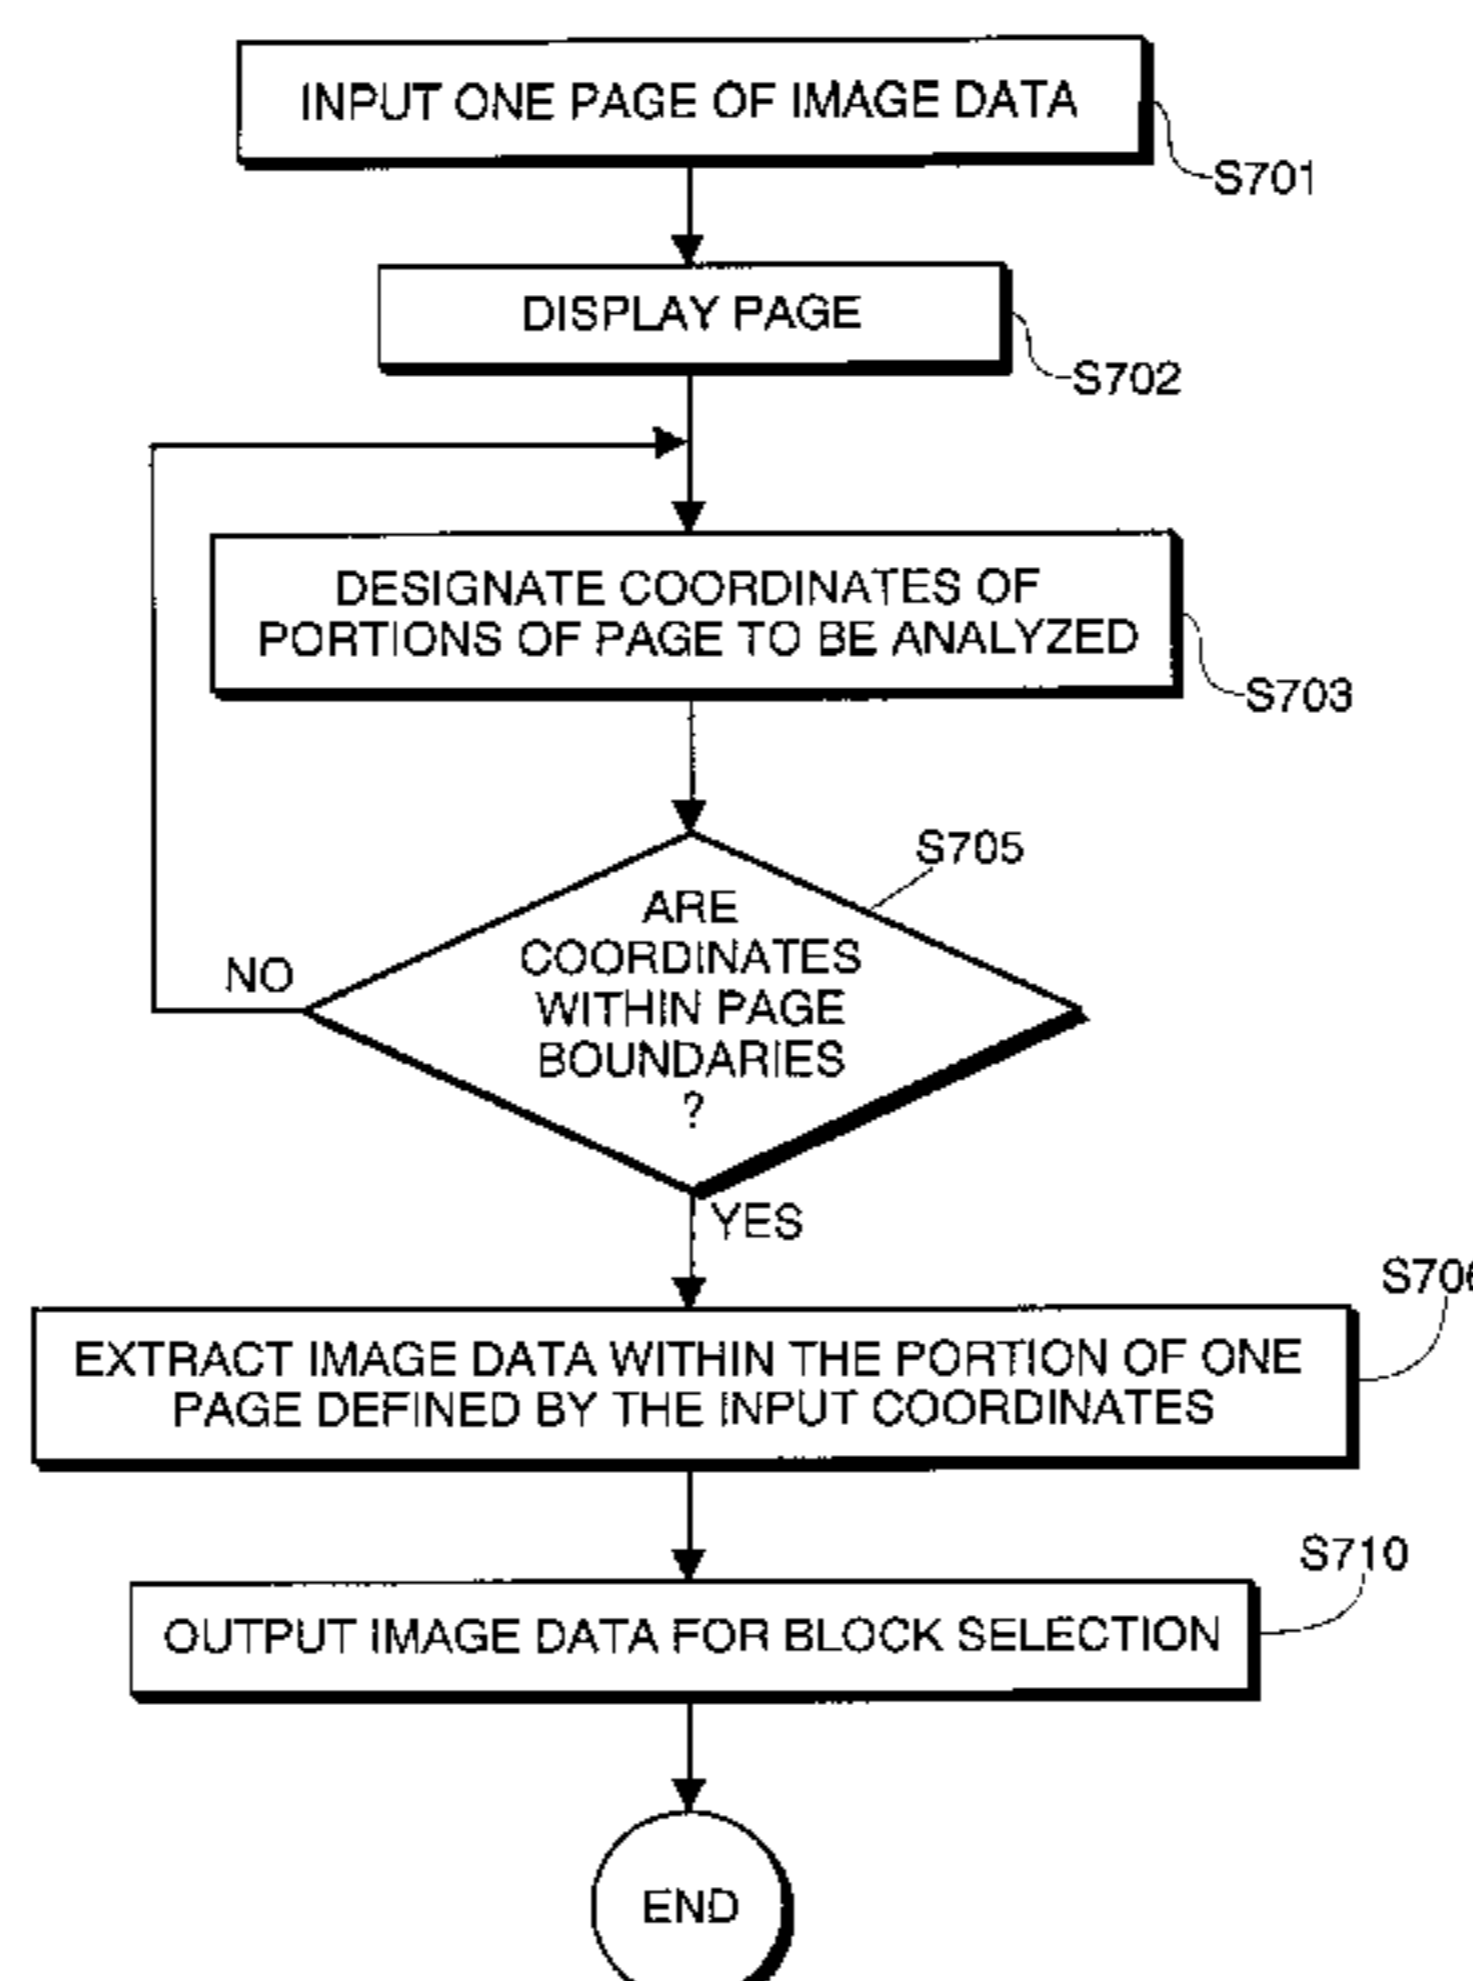 INPUT ONE PAGE OF IMAGE DATA
S701
DISPLAY PAGE
S702
DESIGNATE COORDINATES OF
PORTIONS OF PAGE TO BE ANALYZED
S703
S705
ARE
COORDINATES
WITHIN PAGE
BOUNDARIES
?
NO
YES
S706
EXTRACT IMAGE DATA WITHIN THE PORTION OF ONE
PAGE DEFINED BY THE INPUT COORDINATES
S710
OUTPUT IMAGE DATA FOR BLOCK SELECTION
END